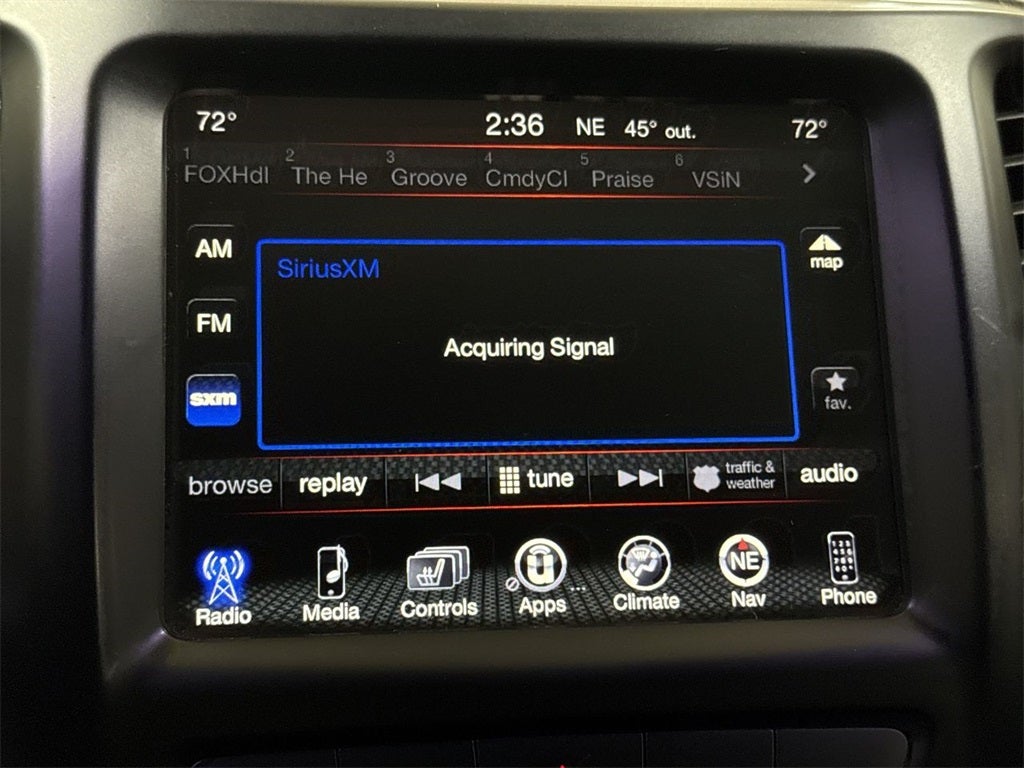 72° 2:36 NE 45° out. 72°
1 FOXHdl 2 The He 3 Groove 4 CmdyCl 5 Praise 6 VSiN
AM
SiriusXM
map
FM
Acquiring Signal
sxm
fav.
browse replay tune traffic & weather audio
NE
Radio Media Controls Apps ... Climate Nav Phone